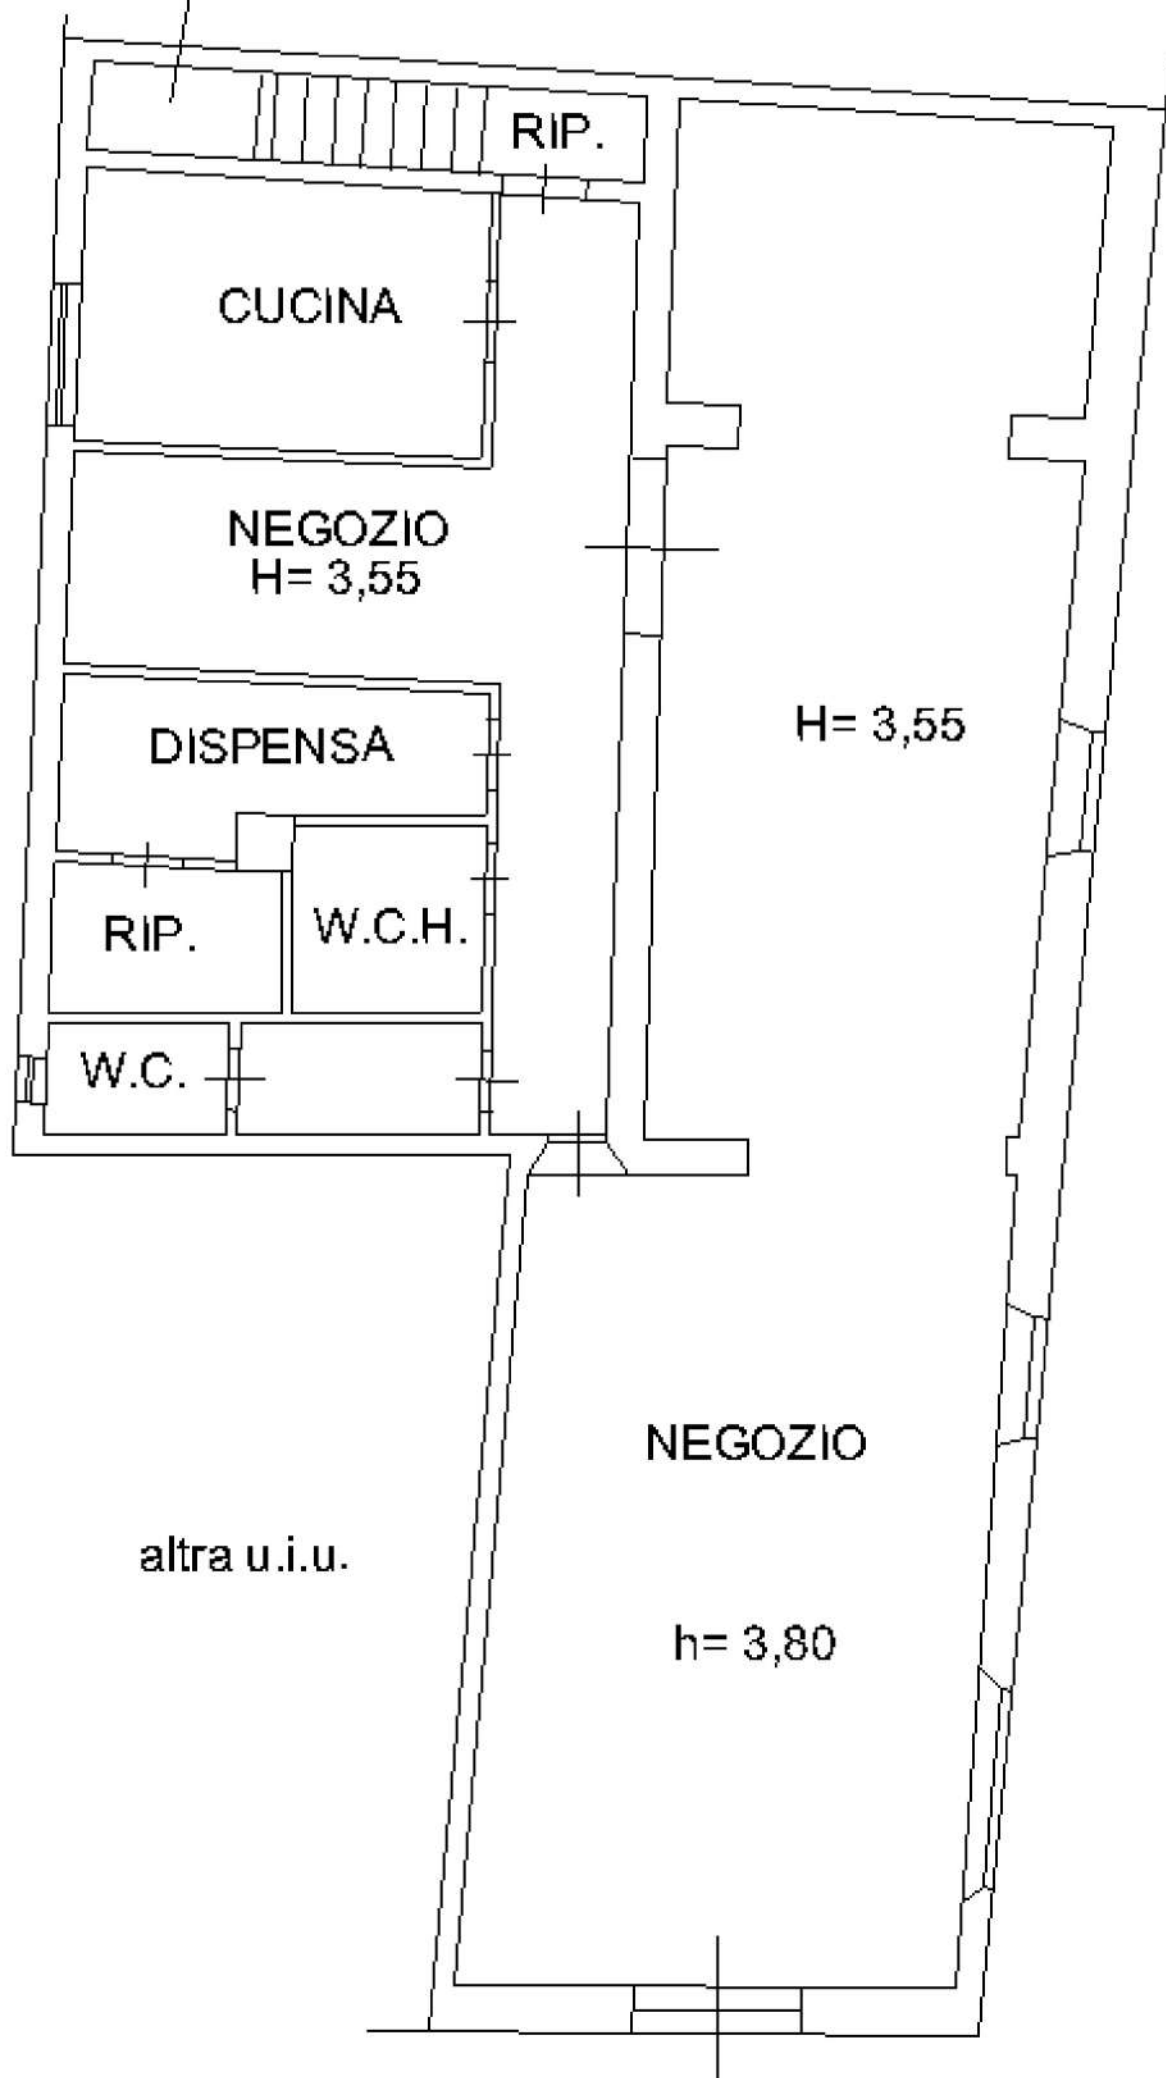 RIP.
CUCINA
NEGOZIO
H= 3,55
DISPENSA
H= 3,55
RIP.
W.C.H.
W.C.
NEGOZIO
altra u.i.u.
h= 3,80